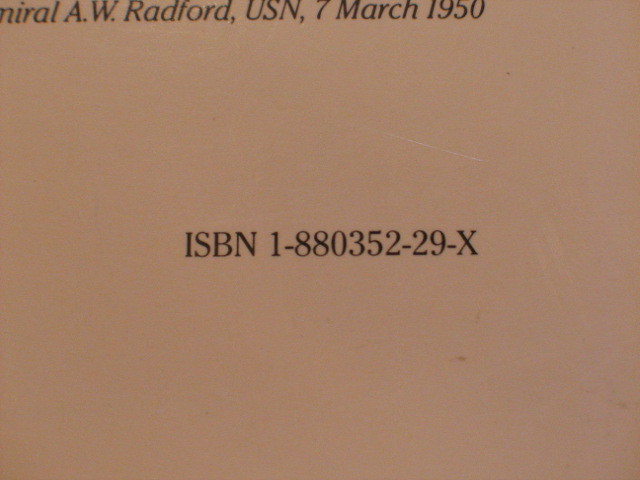 A.W. Radford, USN, 7 March 1950
ISBN 1-880352-29-X